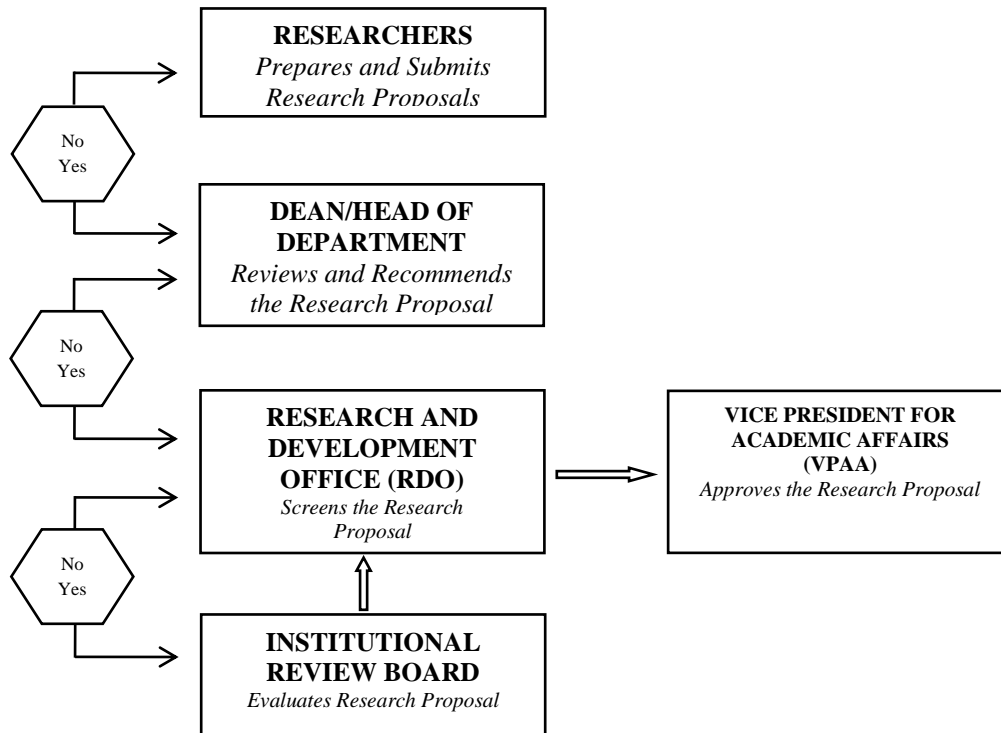 RESEARCHERS
Prepares and Submits
Research Proposals
No
Yes
DEAN/HEAD OF
DEPARTMENT
Reviews and Recommends
the Research Proposal
No
Yes
RESEARCH AND
DEVELOPMENT
OFFICE (RDO)
Screens the Research
Proposal
VICE PRESIDENT FOR
ACADEMIC AFFAIRS
(VPAA)
Approves the Research Proposal
No
Yes
INSTITUTIONAL
REVIEW BOARD
Evaluates Research Proposal